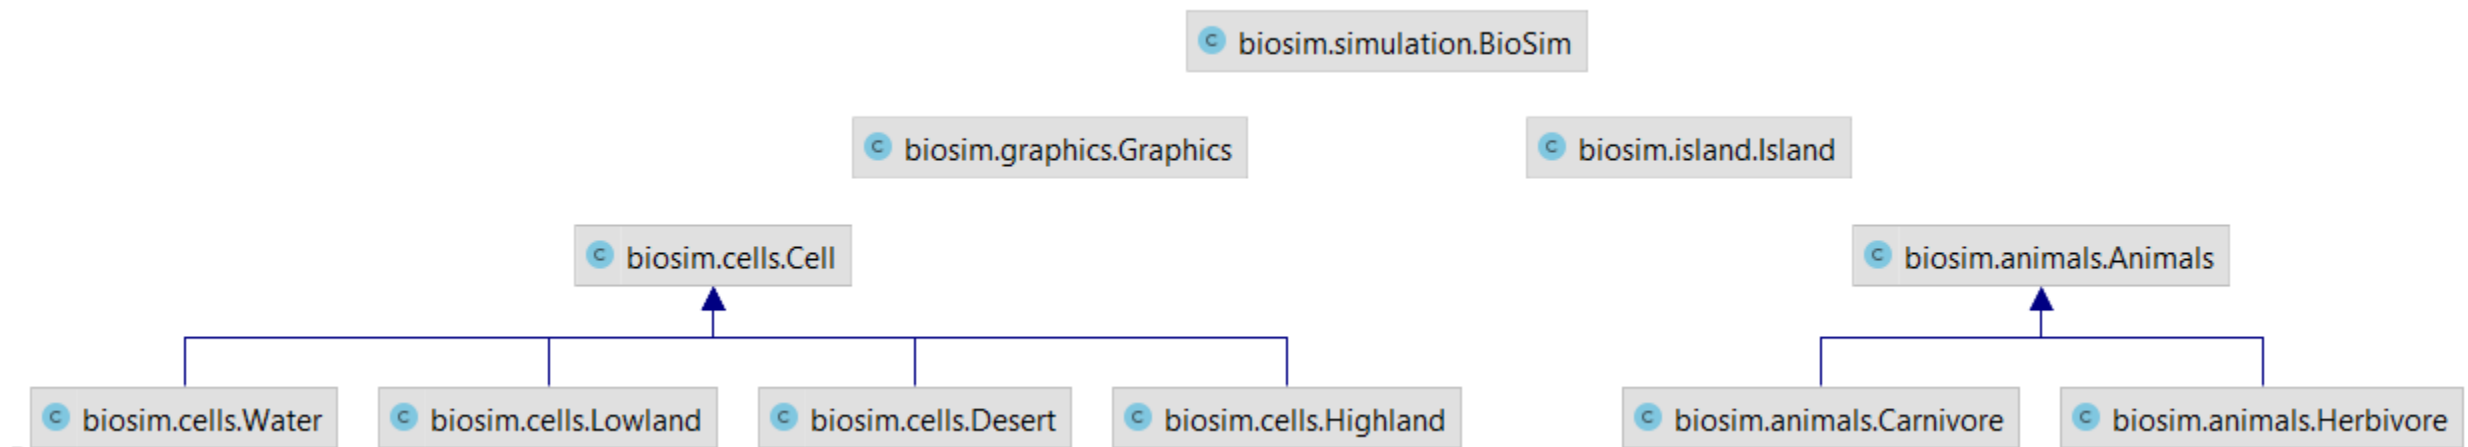 C biosim.simulation.BioSim
C biosim.graphics.Graphics
C biosim.island.Island
C biosim.cells.Cell
C biosim.animals.Animals
C biosim.cells.Water
C biosim.cells.Lowland
C biosim.cells.Desert
C biosim.cells.Highland
C biosim.animals.Carnivore
C biosim.animals.Herbivore